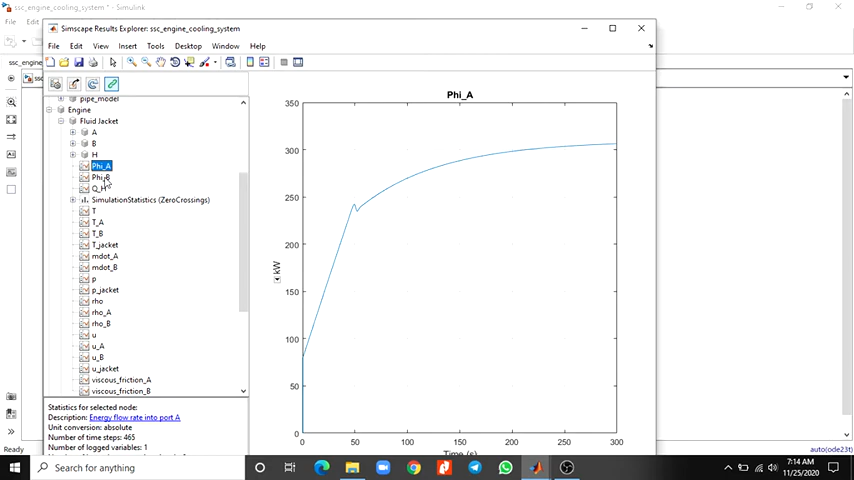 ssc_engine_cooling_system * - Simulink
File
Edit
Simscape Results Explorer: ssc_engine_cooling_system
File Edit View Insert Tools Desktop Window Help
ssc_engine
pipe_model
Engine
Fluid Jacket
A
B
H
Phi_A
Phi_B
Q_H
SimulationStatistics (ZeroCrossings)
T
T_A
T_B
T_jacket
mdot_A
mdot_B
p
p_jacket
rho
rho_A
rho_B
u
u_A
u_B
u_jacket
viscous_friction_A
viscous_friction_B
Statistics for selected node:
Description: Energy flow rate into port A
Unit conversion: absolute
Number of time steps: 465
Number of logged variables: 1
Phi_A
350
300
250
200
150
100
50
0
kW
0 50 100 150 200 250 300
Time (s)
Ready
auto(ode23t)
Search for anything
7:14 AM
11/25/2020